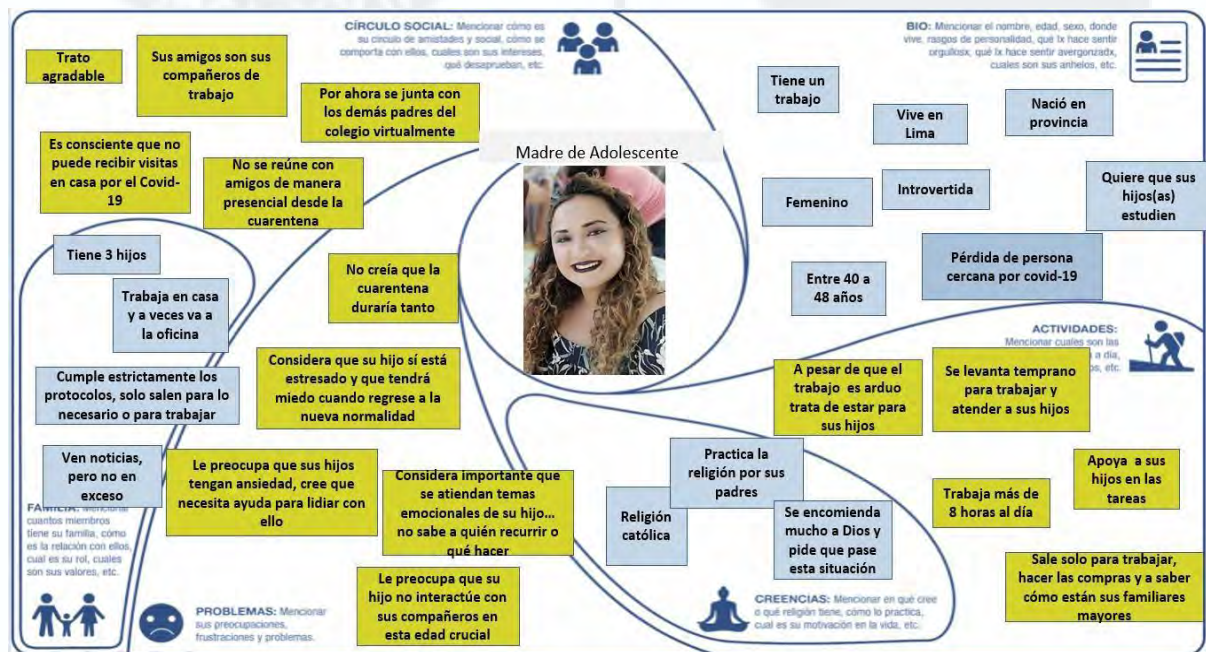 CÍRCULO SOCIAL: Mencionar cómo es
su círculo de amistades y social, cómo se
comporta con ellos, cuales son sus intereses,
qué desaprueban, etc.
Trato
agradable
Sus amigos son sus
compañeros de
trabajo
Por ahora se junta con
los demás padres del
colegio virtualmente
Es consciente que no
puede recibir visitas
en casa por el Covid-
19
No se reúne con
amigos de manera
presencial desde la
cuarentena
BIO: Mencionar el nombre, edad, sexo, donde
vive, rasgos de personalidad, qué lx hace sentir
orgullosx, qué lx hace sentir avergonzadx,
cuales son sus anhelos, etc.
Tiene un
trabajo
Vive en
Lima
Nació en
provincia
Femenino
Introvertida
Quiere que sus
hijos(as)
estudien
Entre 40 a
48 años
Pérdida de persona
cercana por covid-19
Madre de Adolescente
Tiene 3 hijos
Trabaja en casa
y a veces va a
la oficina
Cumple estrictamente los
protocolos, solo salen para lo
necesario o para trabajar
Ven noticias,
pero no en
exceso
FAMILIA: Mencionar
cuantos miembros
tiene su familia, cómo
es la relación con ellos,
cual es su rol, cuales
son sus valores, etc.
No creía que la
cuarentena
duraría tanto
Considera que su hijo sí está
estresado y que tendrá
miedo cuando regrese a la
nueva normalidad
Le preocupa que sus hijos
tengan ansiedad, cree que
necesita ayuda para lidiar con
ello
Considera importante que
se atiendan temas
emocionales de su hijo...
no sabe a quién recurrir o
qué hacer
Le preocupa que su
hijo no interactúe con
sus compañeros en
esta edad crucial
PROBLEMAS: Mencionar
sus preocupaciones,
frustraciones y problemas.
ACTIVIDADES:
Mencionar cuales son las
a día,
etc.
A pesar de que el
trabajo es arduo
trata de estar para
sus hijos
Se levanta temprano
para trabajar y
atender a sus hijos
Trabaja más de
8 horas al día
Apoya a sus
hijos en las
tareas
Sale solo para trabajar,
hacer las compras y a saber
cómo están sus familiares
mayores
Practica la
religión por sus
padres
Religión
católica
Se encomienda
mucho a Dios y
pide que pase
esta situación
CREENCIAS: Mencionar en qué cree
o qué religión tiene, cómo lo practica,
cual es su motivación en la vida, etc.